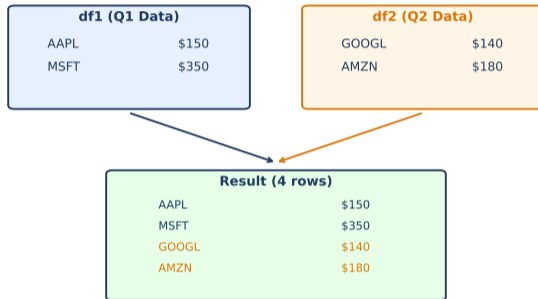 df1 (Q1 Data)
AAPL $150
MSFT $350
df2 (Q2 Data)
GOOGL $140
AMZN $180
Result (4 rows)
AAPL $150
MSFT $350
GOOGL $140
AMZN $180